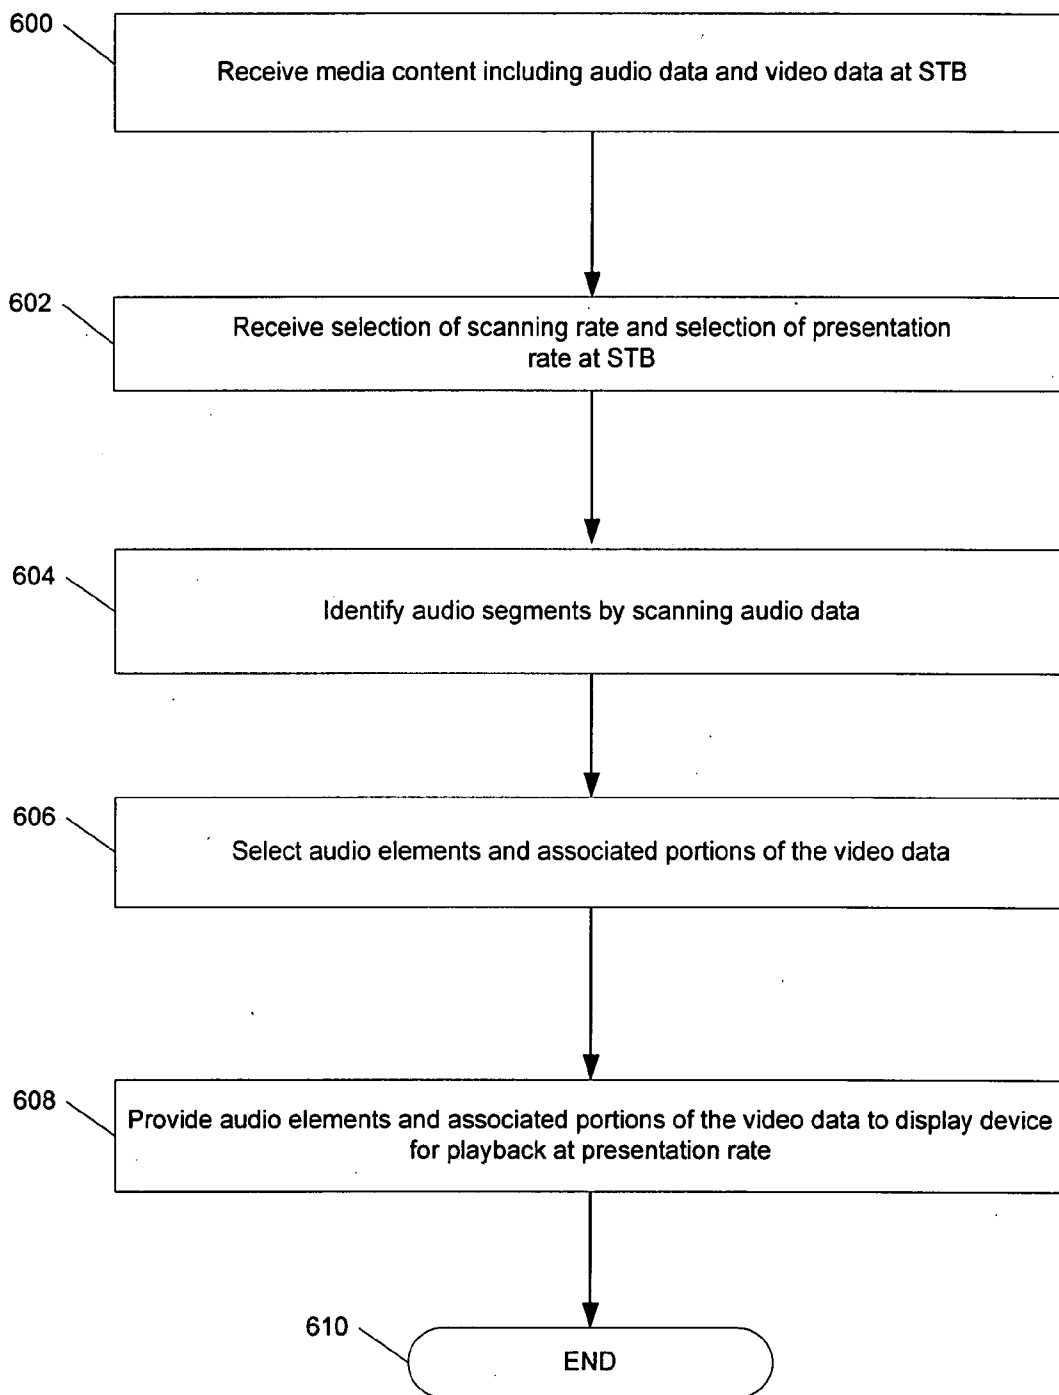 600
Receive media content including audio data and video data at STB
602
Receive selection of scanning rate and selection of presentation
rate at STB
604
Identify audio segments by scanning audio data
606
Select audio elements and associated portions of the video data
608
Provide audio elements and associated portions of the video data to display device
for playback at presentation rate
610
END